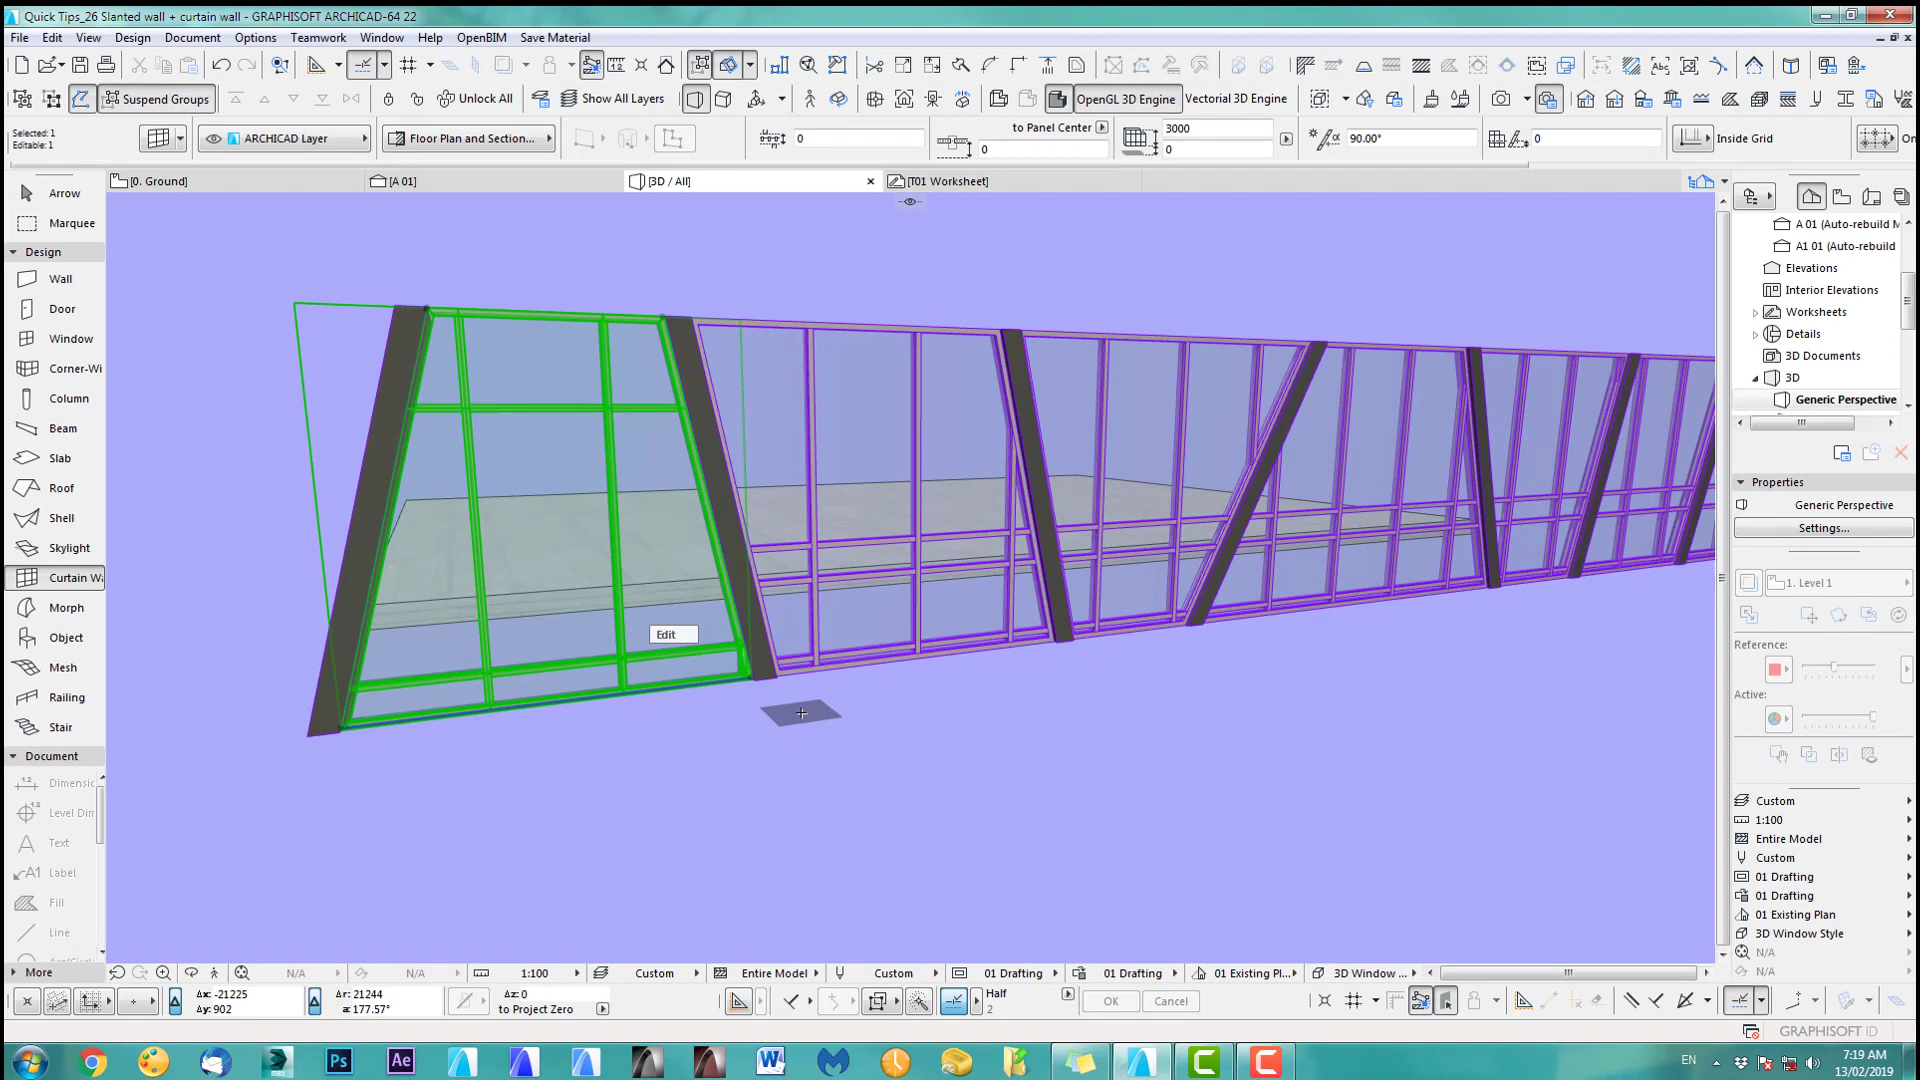 Quick Tips_26 Slanted wall + curtain wall - GRAPHISOFT ARCHICAD-64 22
File Edit View Design Document Options Teamwork Window Help OpenBIM Save Material
Suspend Groups Unlock All Show All Layers OpenGL 3D Engine Vectorial 3D Engine
Selected: 1
Editable: 1
ARCHICAD Layer
Floor Plan and Section...
0
to Panel Center
0
3000
0
90.00°
0
Inside Grid
On
[0. Ground]
[A 01]
[3D / All]
[T01 Worksheet]
Arrow
Marquee
Design
Wall
Door
Window
Corner-Wi
Column
Beam
Slab
Roof
Shell
Skylight
Curtain Wa
Morph
Object
Mesh
Railing
Stair
Document
Dimensic
Level Dim
Text
Label
Fill
Line
More
Edit
A 01 (Auto-rebuild M
A1 01 (Auto-rebuild
Elevations
Interior Elevations
Worksheets
Details
3D Documents
3D
Generic Perspective
Properties
Generic Perspective
Settings...
1. Level 1
Reference:
Active:
Custom
1:100
Entire Model
Custom
01 Drafting
01 Drafting
01 Existing Plan
3D Window Style
N/A
N/A
N/A N/A 1:100 Custom Entire Model Custom 01 Drafting 01 Drafting 01 Existing Pl... 3D Window ...
Δx: -21225
Δy: 902
Δr: 21244
a: 177.57°
Δz: 0
to Project Zero
Half
2
OK
Cancel
GRAPHISOFT ID
Ps
Ae
W
EN
7:19 AM
13/02/2019